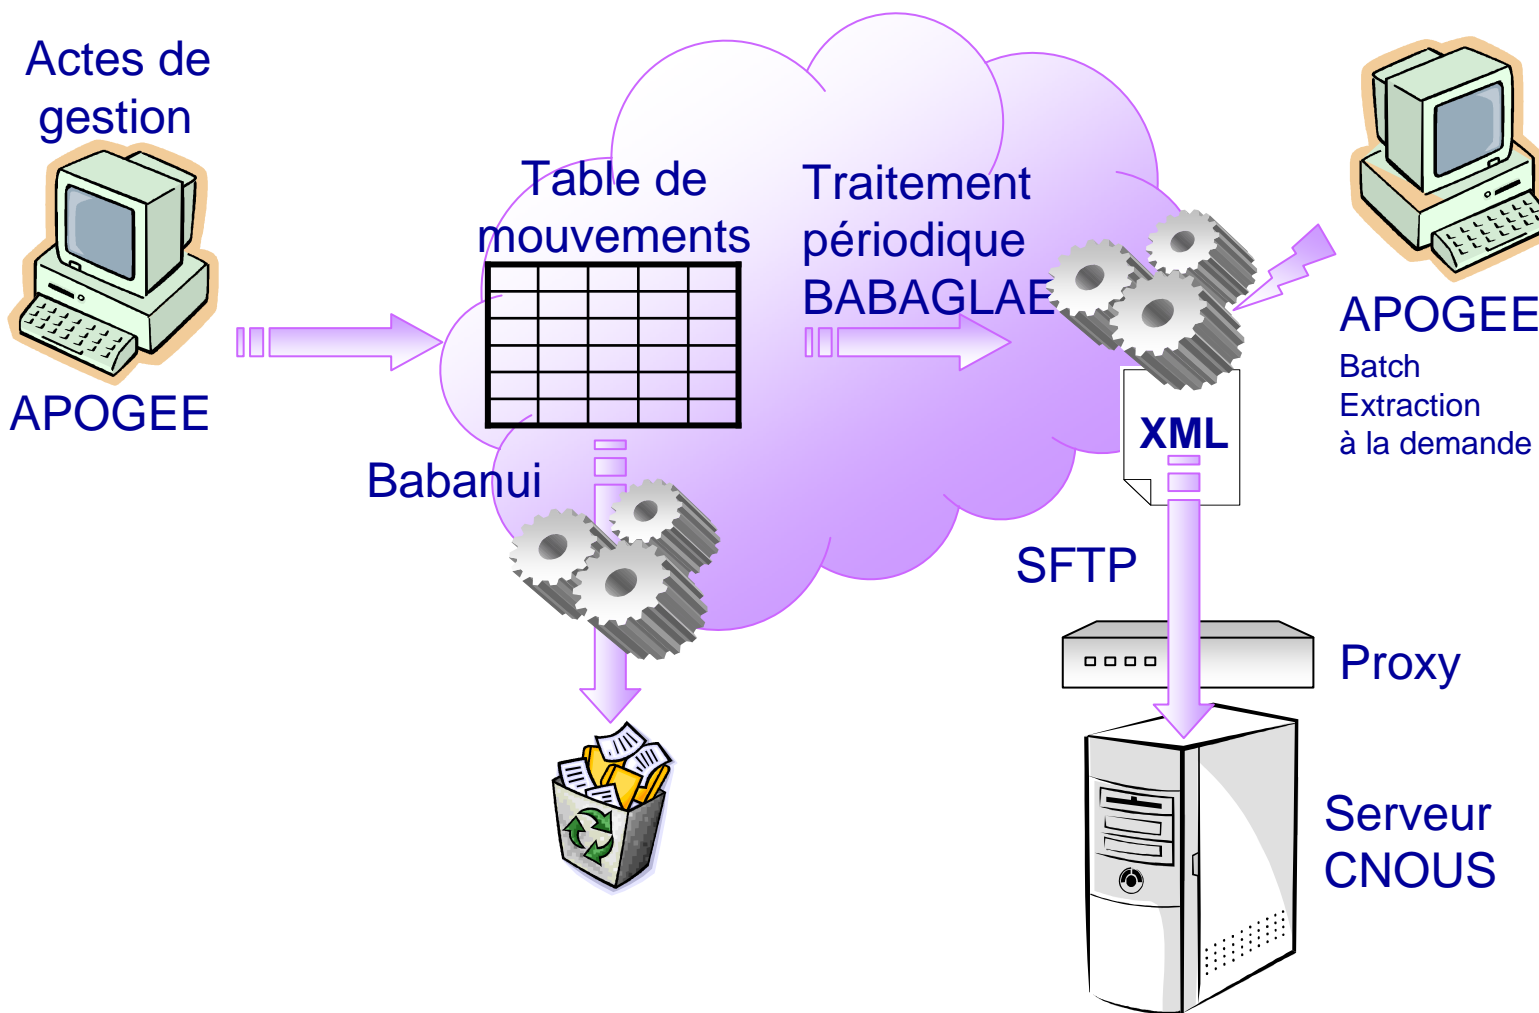 Actes de
gestion
APOGEE
Table de
mouvements
Traitement
périodique
BABAGLAE
APOGEE
Batch
Extraction
à la demande
XML
Babanui
SFTP
Proxy
Serveur
CNOUS